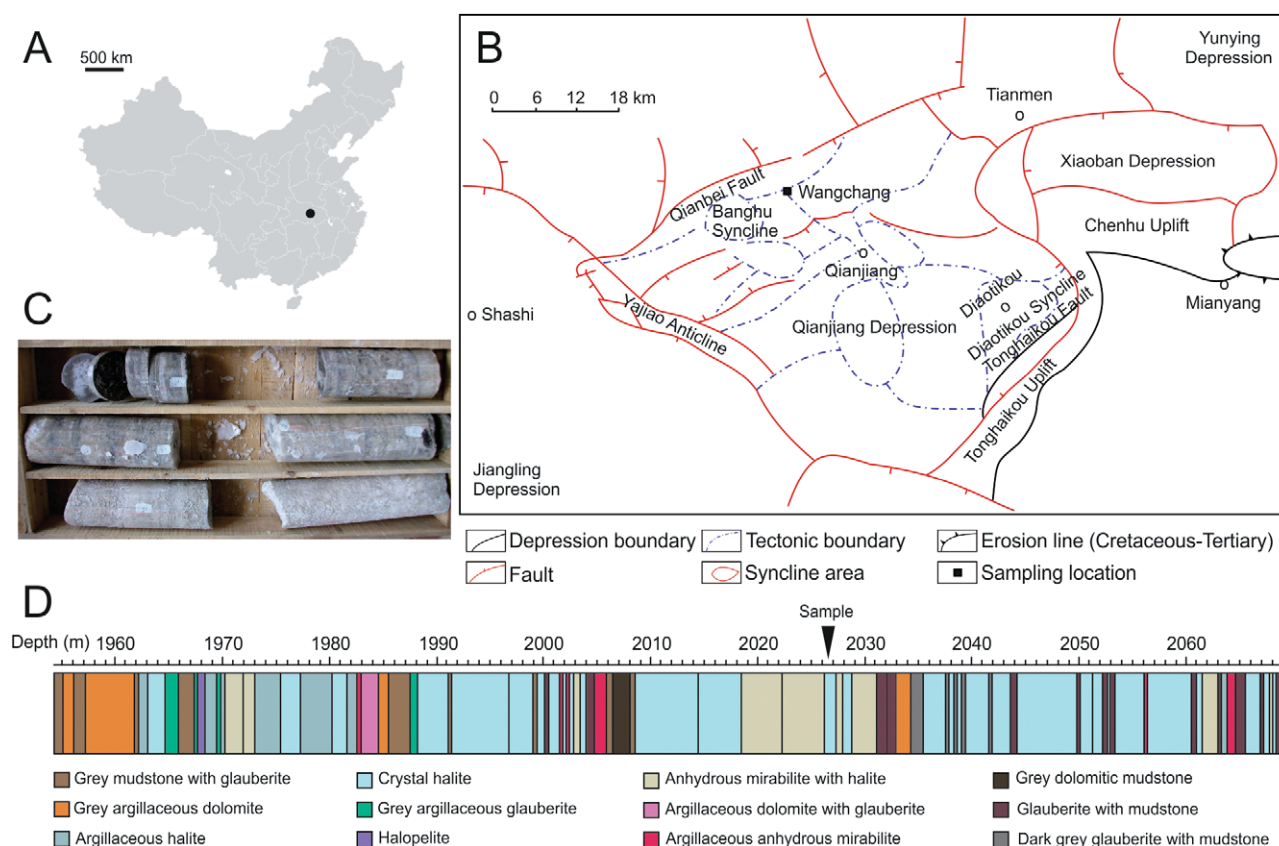 A
500 km
B
0 6 12 18 km
Yunying
Depression
Tianmen
Xiaoban Depression
Qianbei Fault
Wangchang
Banghu
Syncline
Chenhu Uplift
Qianjiang
Mianyang
Shashi
Yajiao Anticline
Qianjiang Depression
Diaotikou
Diaotikou Syncline
Tonghaikou Fault
Tonghaikou Uplift
Jiangling
Depression
C
Depression boundary
Tectonic boundary
Erosion line (Cretaceous-Tertiary)
Fault
Syncline area
Sampling location
D
Sample
Depth (m) 1960 1970 1980 1990 2000 2010 2020 2030 2040 2050 2060
Grey mudstone with glauberite
Crystal halite
Anhydrous mirabilite with halite
Grey dolomitic mudstone
Grey argillaceous dolomite
Grey argillaceous glauberite
Argillaceous dolomite with glauberite
Glauberite with mudstone
Argillaceous halite
Halopelite
Argillaceous anhydrous mirabilite
Dark grey glauberite with mudstone